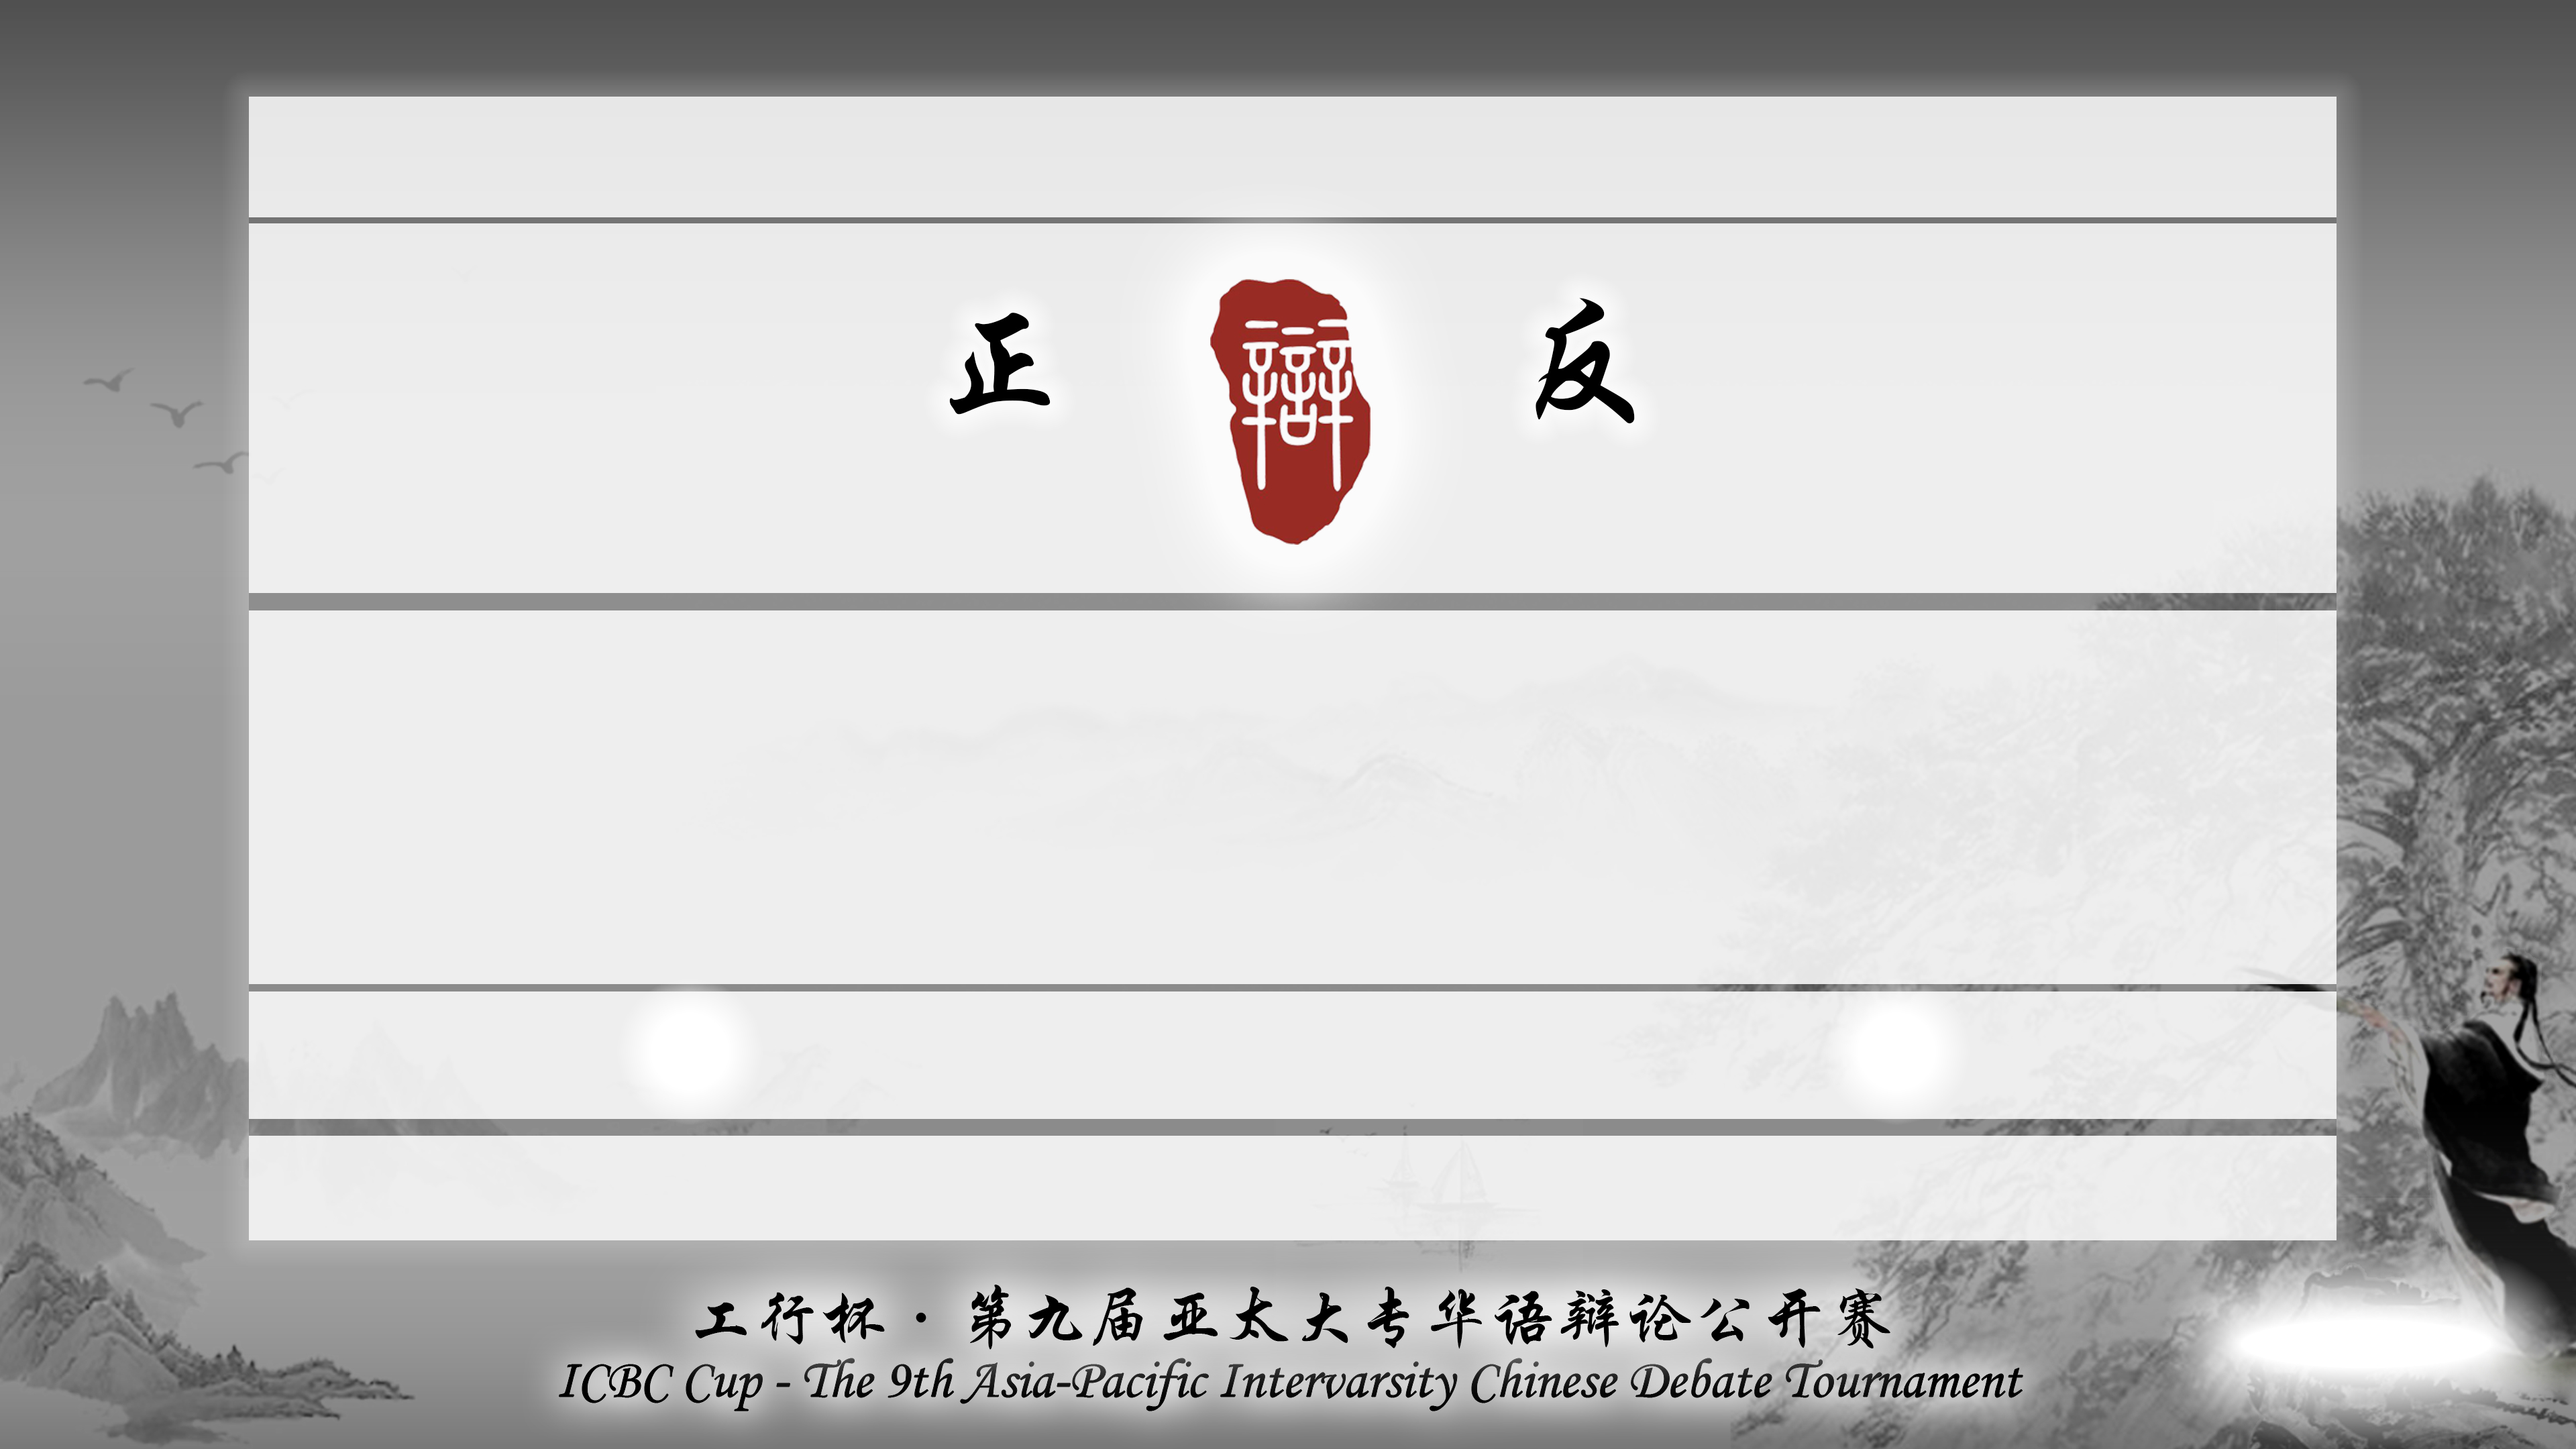 正 辯 反
工行杯·第九届亚太大专华语辩论公开赛
ICBC Cup - The 9th Asia-Pacific Intervarsity Chinese Debate Tournament